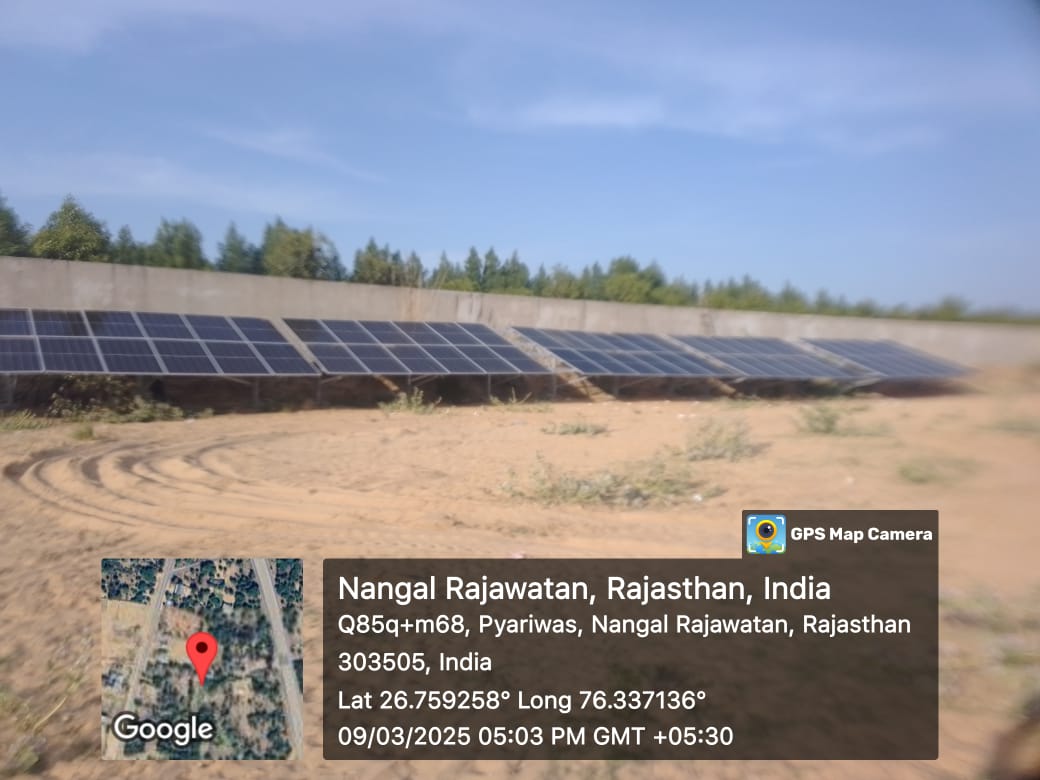 GPS Map Camera
Nangal Rajawatan, Rajasthan, India
Q85q+m68, Pyariwas, Nangal Rajawatan, Rajasthan
303505, India
Lat 26.759258° Long 76.337136°
09/03/2025 05:03 PM GMT +05:30
Google